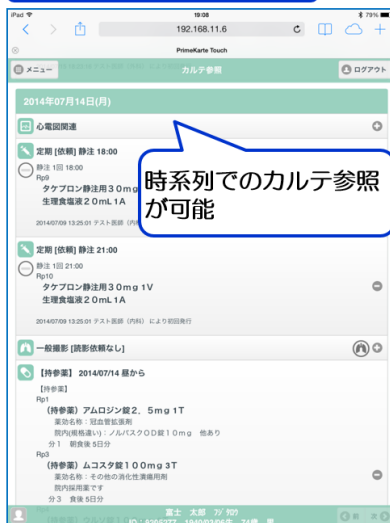 iPad
19:08
79%
192.168.11.6
PrimeKarte Touch
メニュー
カルテ参照
ログアウト
2014年07月14日(月)
心電図関連
定期 [依頼] 静注 18:00
静注 1回 18:00
Rp9
タケプロン静注用３０ｍｇ
生理食塩液２０ｍL 1A
2014/07/09 13:25:01 テスト医師
時系列でのカルテ参照
が可能
定期 [依頼] 静注 21:00
静注 1回 21:00
Rp10
タケプロン静注用３０ｍｇ 1V
生理食塩液２０ｍL 1A
2014/07/09 13:25:01 テスト医師（内科）により初回発行
一般撮影 [読影依頼なし]
【持参薬】 2014/07/14 昼から
【持参薬】
Rp1
(持参薬）アムロジン錠２．５ｍｇ 1T
薬効名称：冠血管拡張剤
院内(規格違い)：ノルバスクＯＤ錠１０ｍｇ 他あり
分１ 朝食後 5日分
Rp3
(持参薬）ムコスタ錠１００ｍｇ 3T
薬効名称：その他の消化性潰瘍用剤
院内採用薬です
分３ 食後 5日分
富士 太郎 ﾌｼﾞ ﾀﾛｳ